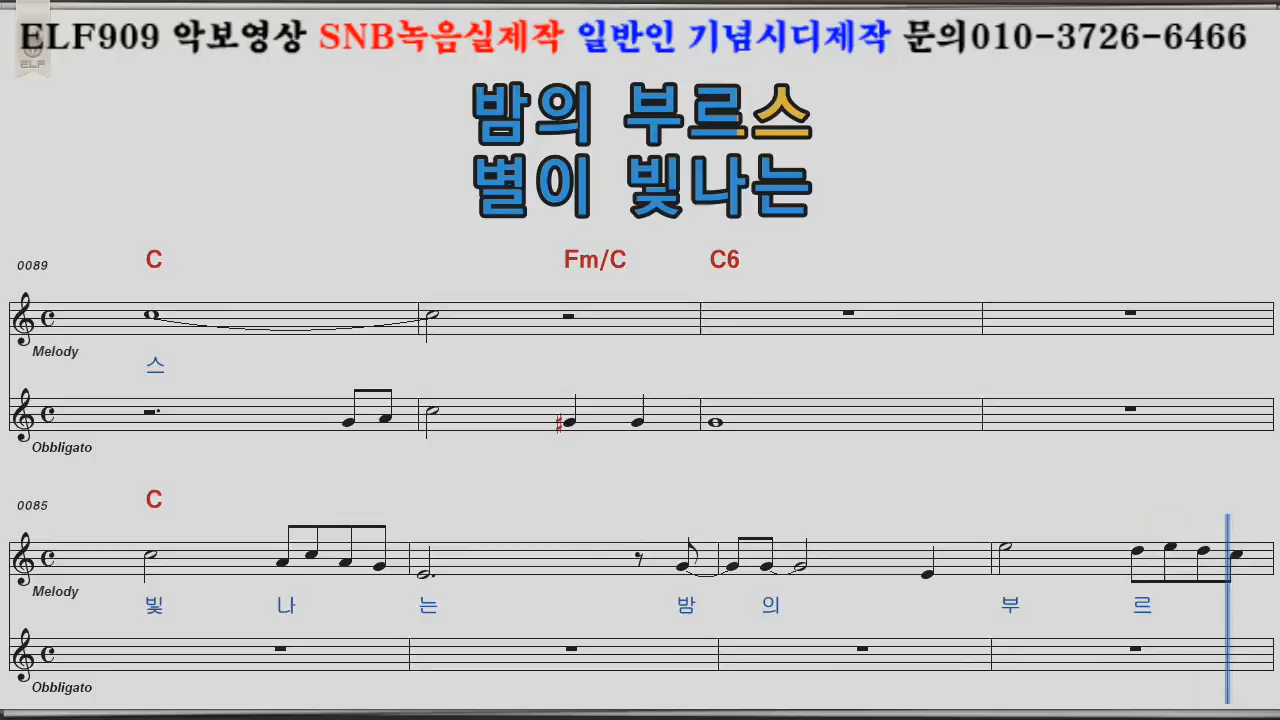 ELF909 악보영상 SNB녹음실제작 일반인 기념시디제작 문의010-3726-6466
ELF
밤의 부르스
별이 빛나는
0089 C Fm/C C6
Melody
스
Obbligato
0085 C
Melody
빛 나 는 밤 의 부 르
Obbligato